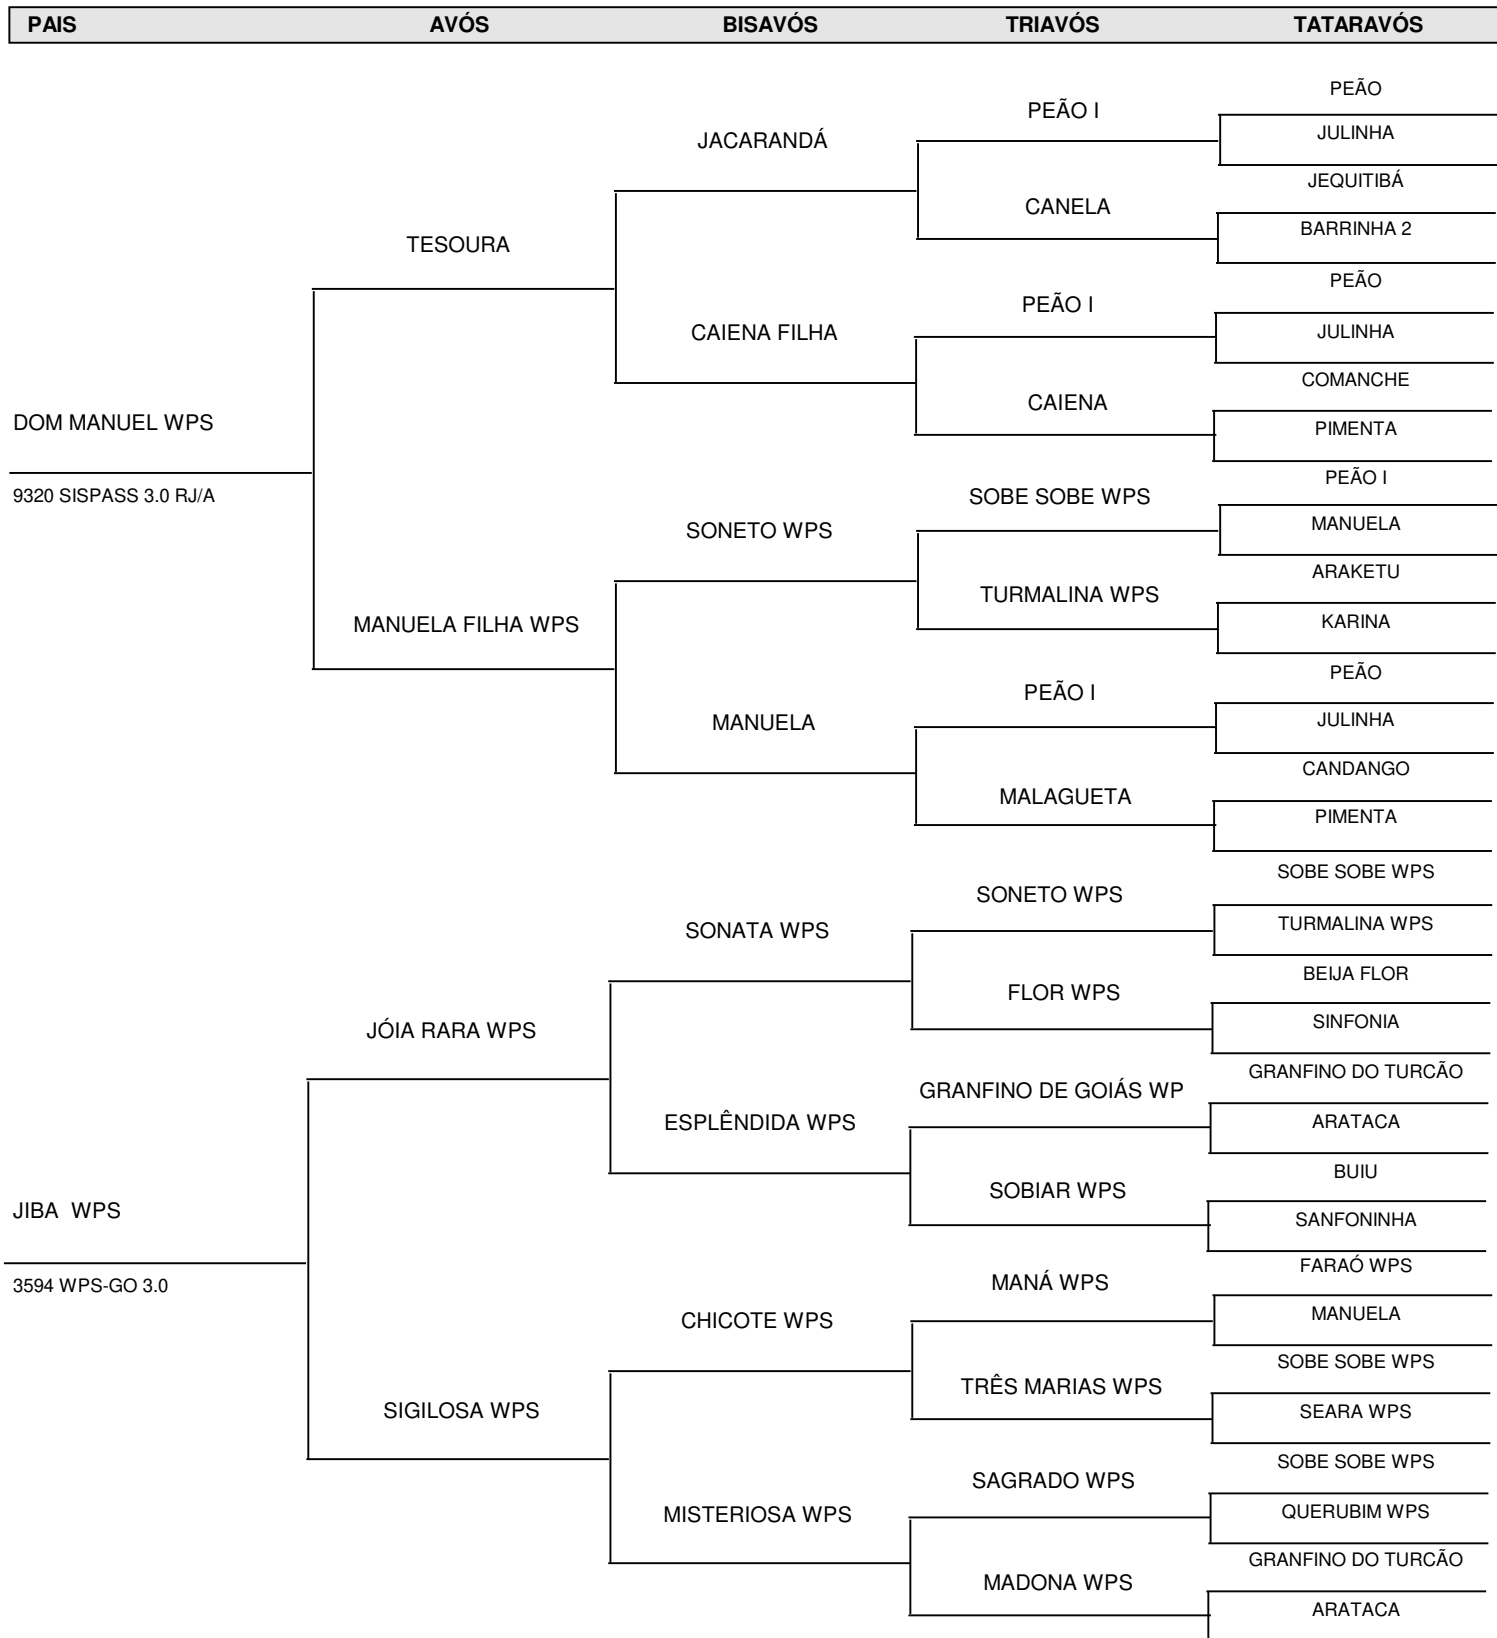 PAIS AVÓS BISAVÓS TRIAVÓS TATARAVÓS
PEÃO
PEÃO I
JULINHA
JACARANDÁ
JEQUITIBÁ
CANELA
BARRINHA 2
TESOURA
PEÃO
PEÃO I
CAIENA FILHA
JULINHA
COMANCHE
CAIENA
DOM MANUEL WPS
PIMENTA
PEÃO I
9320 SISPASS 3.0 RJ/A
SOBE SOBE WPS
MANUELA
SONETO WPS
ARAKETU
TURMALINA WPS
MANUELA FILHA WPS
KARINA
PEÃO
PEÃO I
MANUELA
JULINHA
CANDANGO
MALAGUETA
PIMENTA
SOBE SOBE WPS
SONETO WPS
SONATA WPS
TURMALINA WPS
BEIJA FLOR
FLOR WPS
JÓIA RARA WPS
SINFONIA
GRANFINO DO TURCÃO
GRANFINO DE GOIÁS WP
ESPLÊNDIDA WPS
ARATACA
BUIU
SOBIAR WPS
JIBA WPS
SANFONINHA
FARAÓ WPS
3594 WPS-GO 3.0
MANÁ WPS
CHICOTE WPS
MANUELA
SOBE SOBE WPS
TRÊS MARIAS WPS
SIGILOSA WPS
SEARA WPS
SOBE SOBE WPS
SAGRADO WPS
MISTERIOSA WPS
QUERUBIM WPS
GRANFINO DO TURCÃO
MADONA WPS
ARATACA